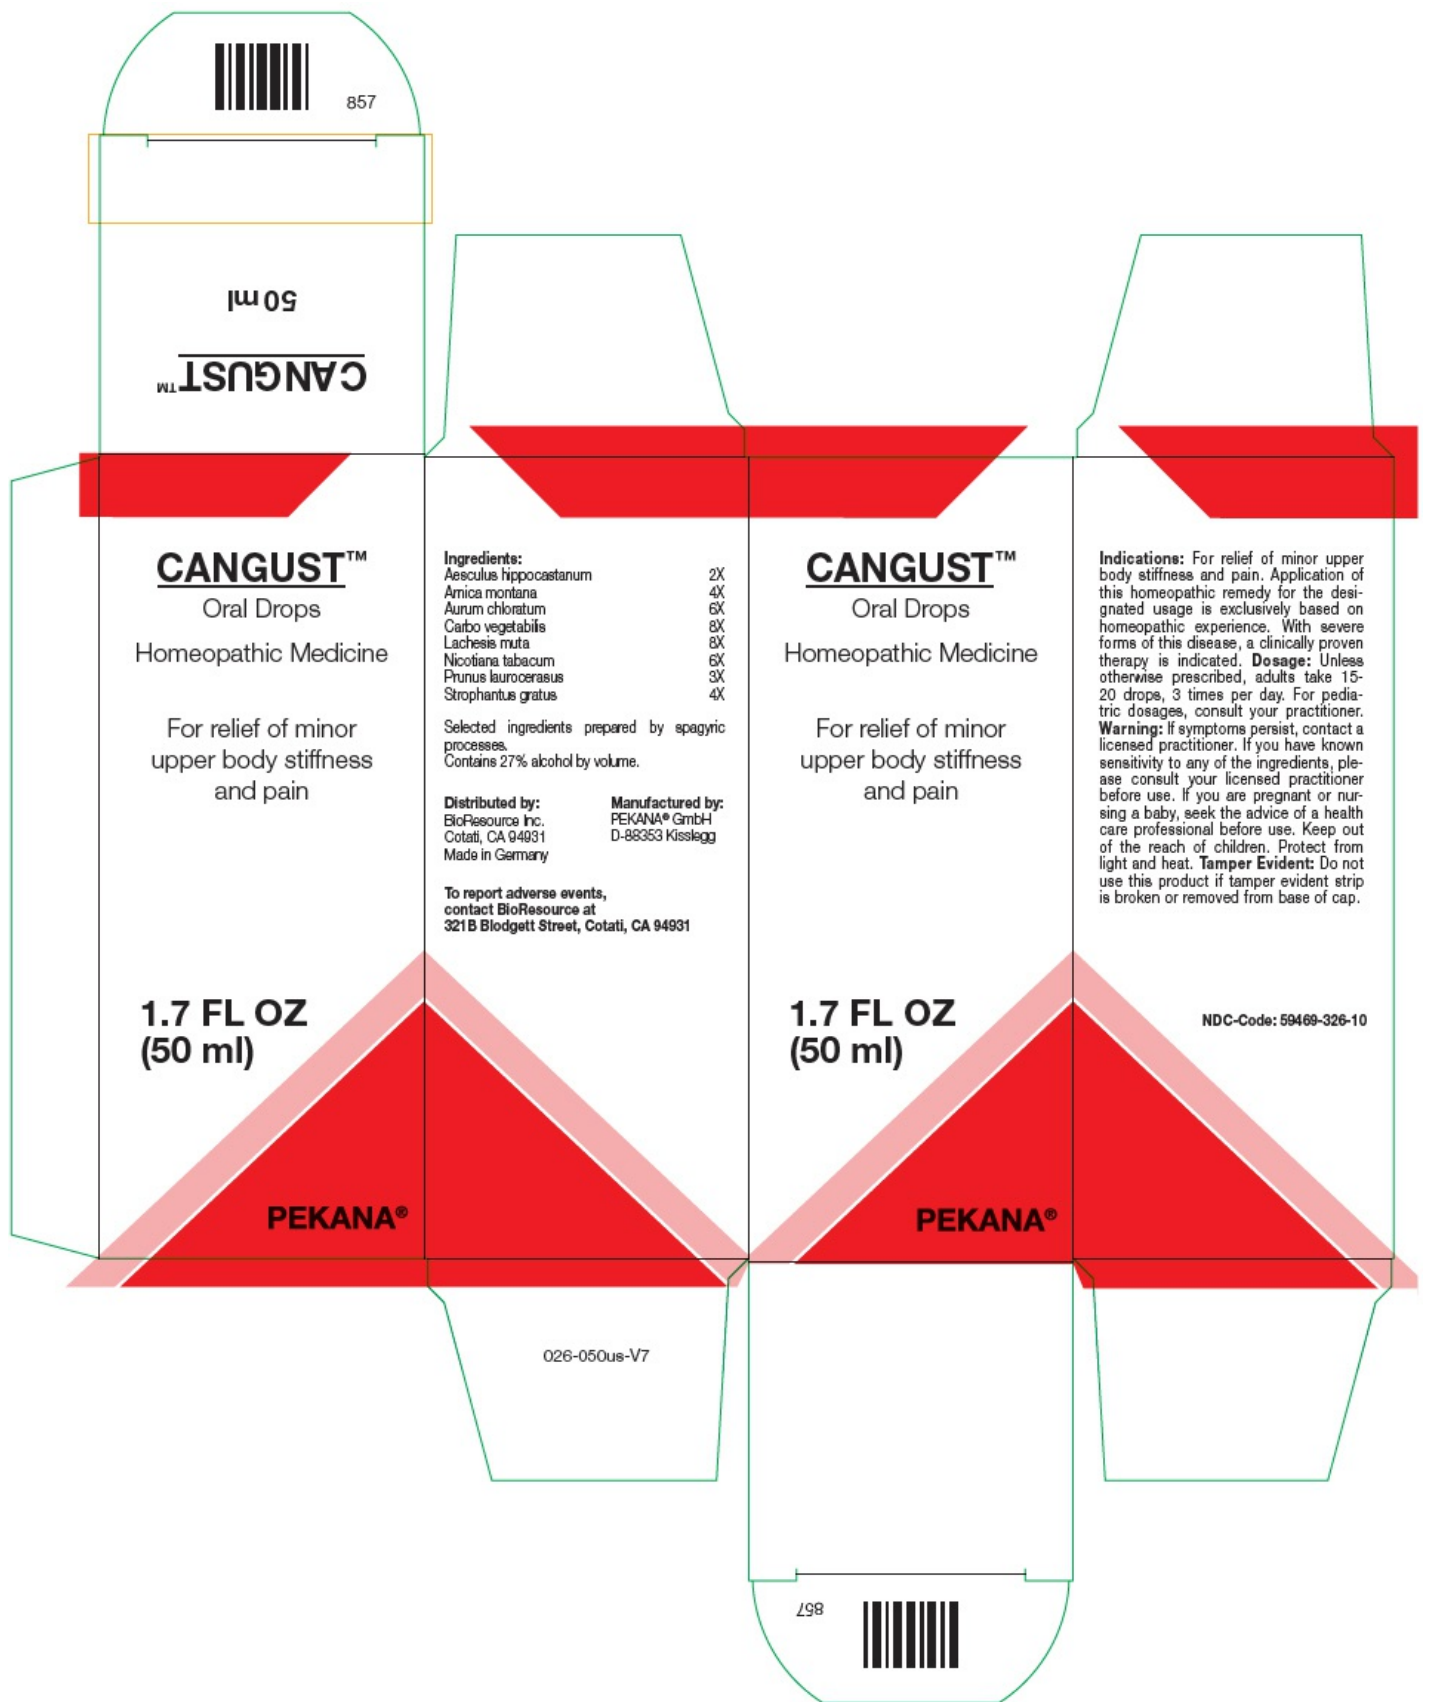 857
50 ml
CANGUST™
CANGUST™
Oral Drops
Homeopathic Medicine
For relief of minor
upper body stiffness
and pain
1.7 FL OZ
(50 ml)
PEKANA®
Ingredients:
Aesculus hippocastanum 2X
Arnica montana 4X
Aurum chloratum 6X
Carbo vegetabilis 8X
Lachesis muta 8X
Nicotiana tabacum 6X
Prunus laurocerasus 3X
Strophantus gratus 4X
Selected ingredients prepared by spagyric
processes.
Contains 27% alcohol by volume.
Distributed by:
BioResource Inc.
Cotati, CA 94931
Made in Germany
Manufactured by:
PEKANA® GmbH
D-88353 Kisslegg
To report adverse events,
contact BioResource at
321B Blodgett Street, Cotati, CA 94931
026-050us-V7
CANGUST™
Oral Drops
Homeopathic Medicine
For relief of minor
upper body stiffness
and pain
1.7 FL OZ
(50 ml)
PEKANA®
857
Indications: For relief of minor upper
body stiffness and pain. Application of
this homeopathic remedy for the desi-
gnated usage is exclusively based on
homeopathic experience. With severe
forms of this disease, a clinically proven
therapy is indicated. Dosage: Unless
otherwise prescribed, adults take 15-
20 drops, 3 times per day. For pedia-
tric dosages, consult your practitioner.
Warning: If symptoms persist, contact a
licensed practitioner. If you have known
sensitivity to any of the ingredients, ple-
ase consult your licensed practitioner
before use. If you are pregnant or nur-
sing a baby, seek the advice of a health
care professional before use. Keep out
of the reach of children. Protect from
light and heat. Tamper Evident: Do not
use this product if tamper evident strip
is broken or removed from base of cap.
NDC-Code: 59469-326-10